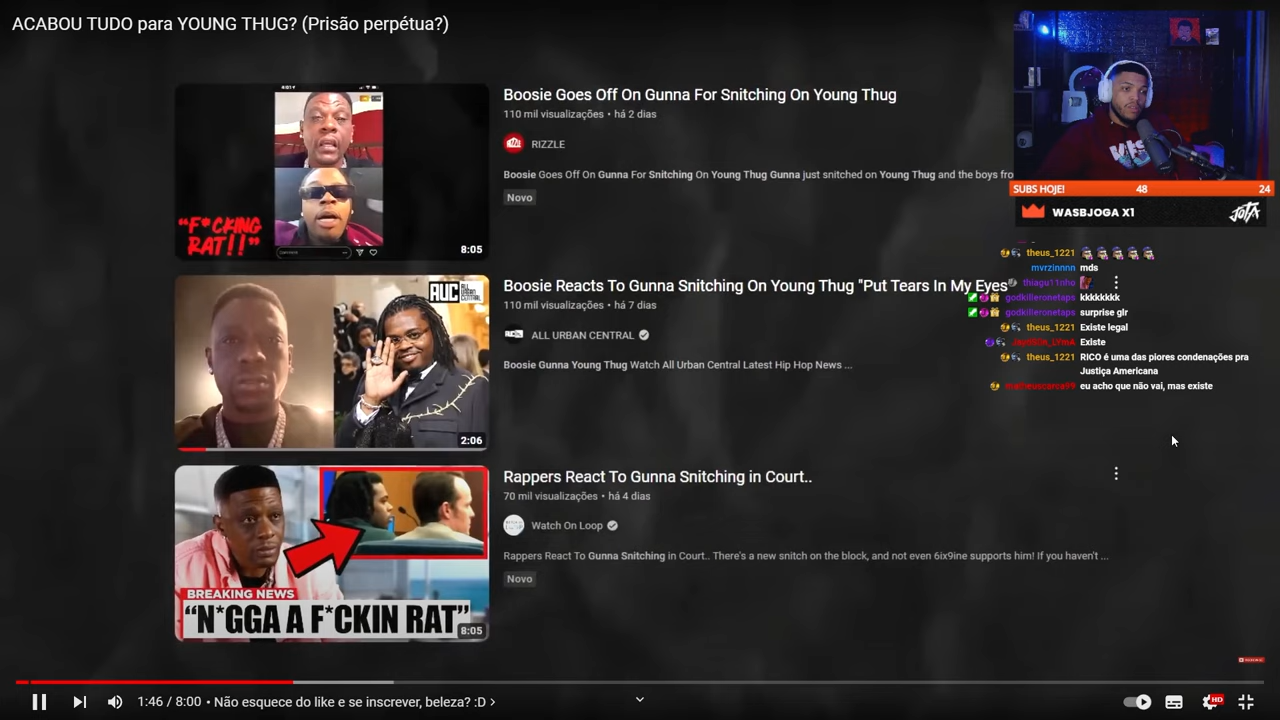 ACABOU TUDO para YOUNG THUG? (Prisão perpétua?)
4:01
"F*CKING
RAT!!"
8:05
Boosie Goes Off On Gunna For Snitching On Young Thug
110 mil visualizações • há 2 dias
RIZZLE
Boosie Goes Off On Gunna For Snitching On Young Thug Gunna just snitched on Young Thug and the boys fro
Novo
SUBS HOJE! 48 24
WASBJOGA X1
JOTA
theus_1221
mvrzinnnn mds
thiagu11nho
godkilleronetaps kkkkkkkk
godkilleronetaps surprise glr
theus_1221 Existe legal
Existe
theus_1221 RICO é uma das piores condenações pra
Justiça Americana
matheuscarca99 eu acho que não vai, mas existe
AUC ALL URBAN CENTRAL
2:06
Boosie Reacts To Gunna Snitching On Young Thug "Put Tears In My Eyes"
110 mil visualizações • há 7 dias
ALL URBAN CENTRAL
Boosie Gunna Young Thug Watch All Urban Central Latest Hip Hop News ...
BREAKING NEWS
"N*GGA A F*CKIN RAT"
8:05
Rappers React To Gunna Snitching in Court..
70 mil visualizações • há 4 dias
Watch On Loop
Rappers React To Gunna Snitching in Court.. There's a new snitch on the block, and not even 6ix9ine supports him! If you haven't ...
Novo
1:46 / 8:00 • Não esquece do like e se inscrever, beleza? :D >
HD